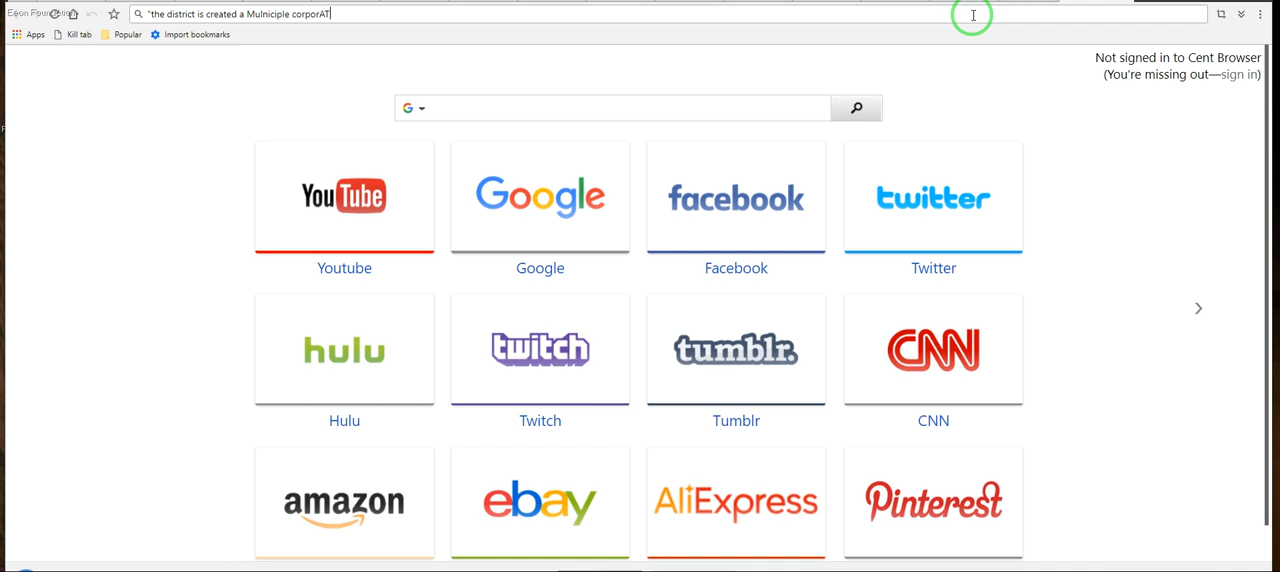 Eson Foundation
"the district is created a Mulniciple corporAT
Apps Kill tab Popular Import bookmarks
Not signed in to Cent Browser
(You're missing out—sign in)
G
YouTube Google facebook twitter
Youtube Google Facebook Twitter
hulu twitch tumblr. CNN
Hulu Twitch Tumblr CNN
amazon ebay AliExpress Pinterest